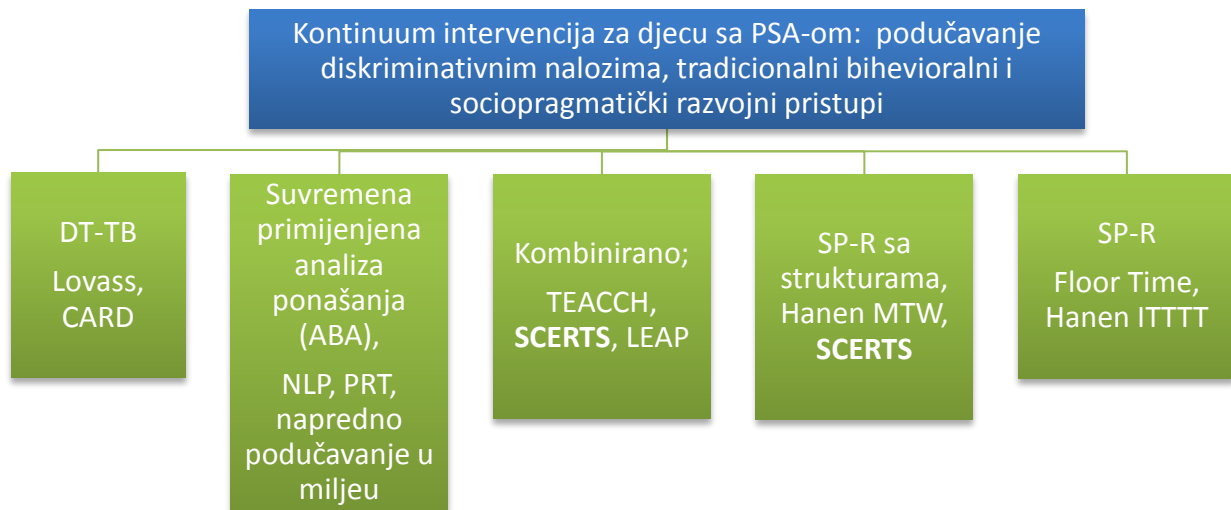 Kontinuum intervencija za djecu sa PSA-om: podučavanje
diskriminativnim nalozima, tradicionalni bihevioralni i
sociopragmatički razvojni pristupi
DT-TB
Lovass,
CARD
Suvremena
primijenjena
analiza
ponašanja
(ABA),
NLP, PRT,
napredno
podučavanje u
miljeu
Kombinirano;
TEACCH,
SCERTS, LEAP
SP-R sa
strukturama,
Hanen MTW,
SCERTS
SP-R
Floor Time,
Hanen ITTTT